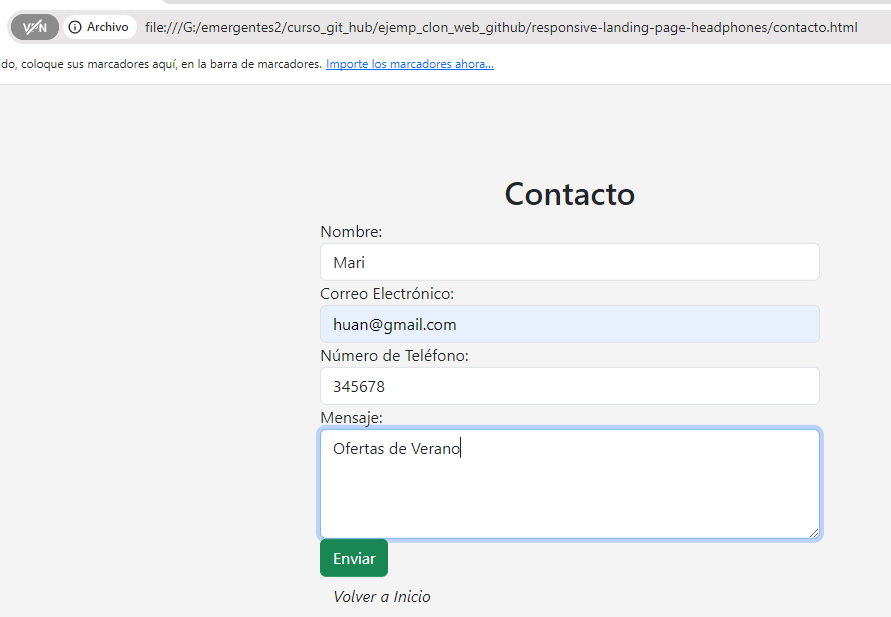 VPN Archivo file:///G:/emergentes2/curso_git_hub/ejemp_clon_web_github/responsive-landing-page-headphones/contacto.html
do, coloque sus marcadores aquí, en la barra de marcadores. Importe los marcadores ahora...
Contacto
Nombre:
Mari
Correo Electrónico:
huan@gmail.com
Número de Teléfono:
345678
Mensaje:
Ofertas de Verano
Enviar
Volver a Inicio